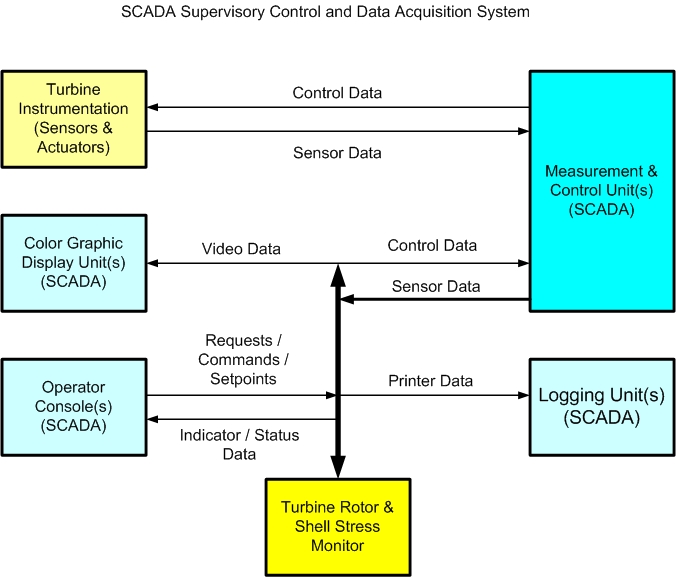 SCADA Supervisory Control and Data Acquisition System
Turbine
Instrumentation
(Sensors &
Actuators)
Control Data
Sensor Data
Measurement &
Control Unit(s)
(SCADA)
Color Graphic
Display Unit(s)
(SCADA)
Video Data
Control Data
Sensor Data
Requests /
Commands /
Setpoints
Operator
Console(s)
(SCADA)
Indicator / Status
Data
Printer Data
Logging Unit(s)
(SCADA)
Turbine Rotor &
Shell Stress
Monitor